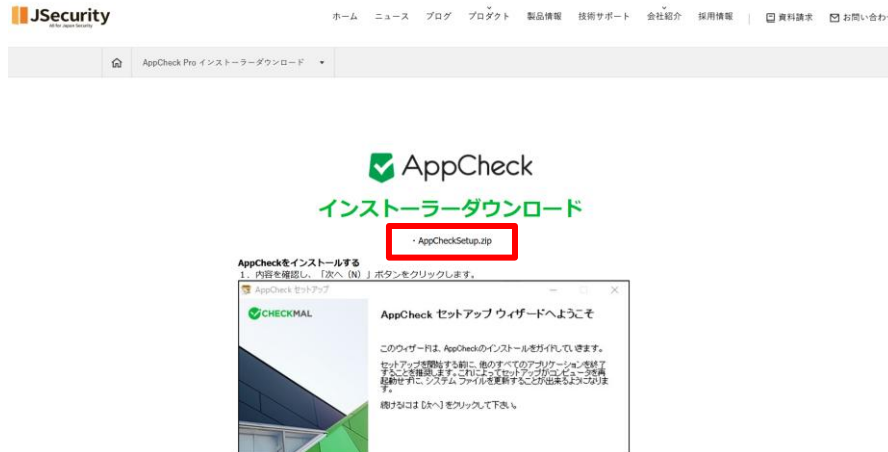 JSecurity
All for Japan Security
ホーム ニュース ブログ プロダクト 製品情報 技術サポート 会社紹介 採用情報 資料請求 お問い合わ
AppCheck Pro インストーラーダウンロード
AppCheck
インストーラーダウンロード
・AppCheckSetup.zip
AppCheckをインストールする
1. 内容を確認し、「次へ（N）」ボタンをクリックします。
AppCheck セットアップ
CHECKMAL
AppCheck セットアップ ウィザードへようこそ
このウィザードは、AppCheckのインストールをガイドしていきます。
セットアップを開始する前に、他のすべてのアプリケーションを終了
することを推奨します。これによってセットアップがコンピュータを再
起動せずに、システム ファイルを更新することが出来るようになりま
す。
続けるには [次へ] をクリックして下さい。